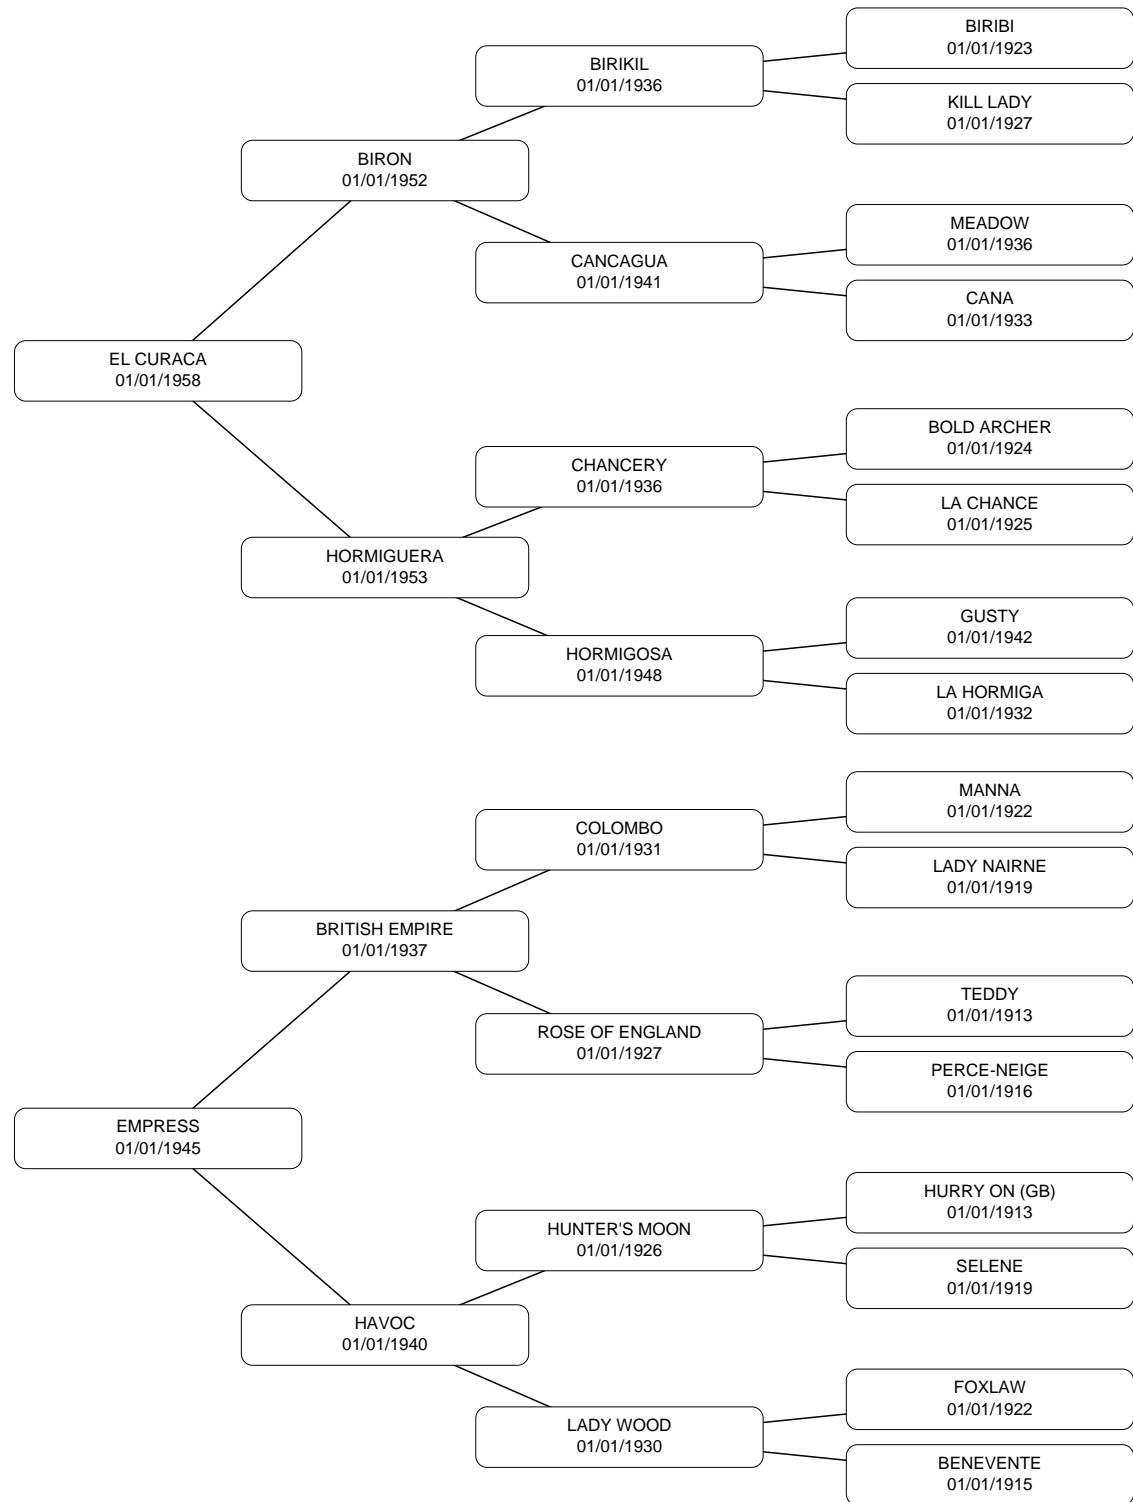 BIRIBI
01/01/1923
BIRIKIL
01/01/1936
KILL LADY
01/01/1927
BIRON
01/01/1952
MEADOW
01/01/1936
CANCAGUA
01/01/1941
CANA
01/01/1933
EL CURACA
01/01/1958
BOLD ARCHER
01/01/1924
CHANCERY
01/01/1936
LA CHANCE
01/01/1925
HORMIGUERA
01/01/1953
GUSTY
01/01/1942
HORMIGOSA
01/01/1948
LA HORMIGA
01/01/1932
MANNA
01/01/1922
COLOMBO
01/01/1931
LADY NAIRNE
01/01/1919
BRITISH EMPIRE
01/01/1937
TEDDY
01/01/1913
ROSE OF ENGLAND
01/01/1927
PERCE-NEIGE
01/01/1916
EMPRESS
01/01/1945
HURRY ON (GB)
01/01/1913
HUNTER'S MOON
01/01/1926
SELENE
01/01/1919
HAVOC
01/01/1940
FOXLAW
01/01/1922
LADY WOOD
01/01/1930
BENEVENTE
01/01/1915